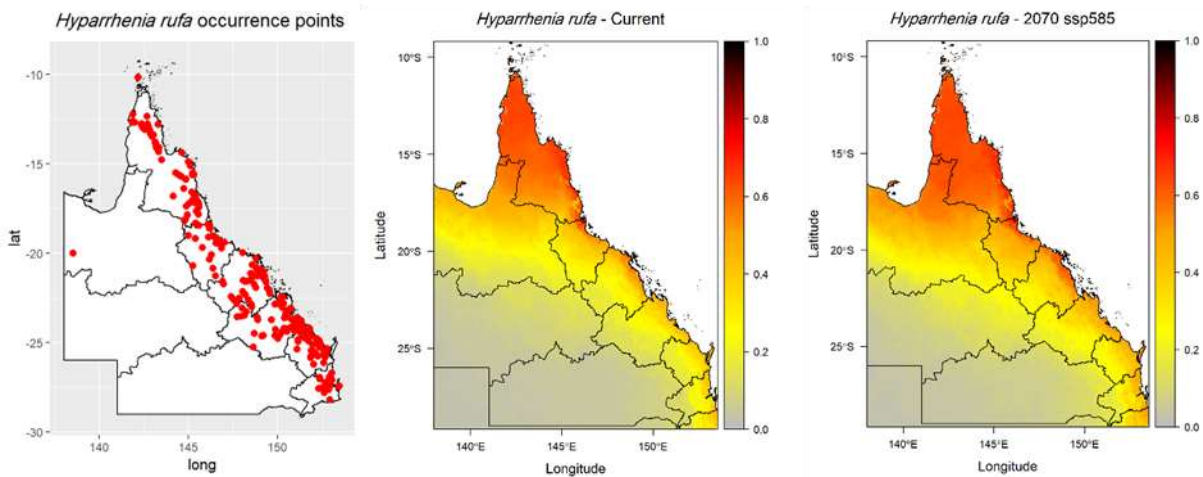 Hyparrhenia rufa occurrence points
-10
-15
-20
-25
-30
lat
140
145
150
long
Hyparrhenia rufa - Current
10°S
15°S
20°S
25°S
Latitude
140°E
145°E
150°E
Longitude
1.0
0.8
0.6
0.4
0.2
0.0
Hyparrhenia rufa - 2070 ssp585
10°S
15°S
20°S
25°S
Latitude
140°E
145°E
150°E
Longitude
1.0
0.8
0.6
0.4
0.2
0.0